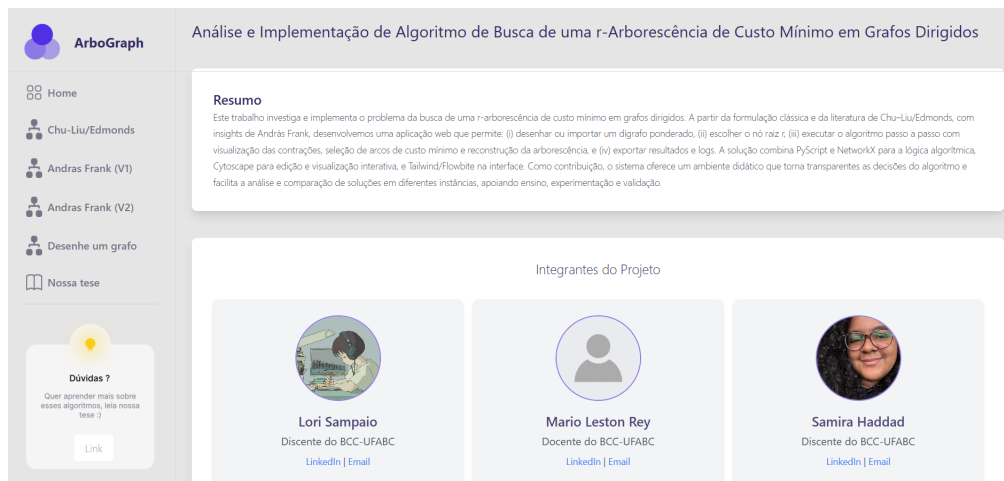 ArboGraph
Home
Chu-Liu/Edmonds
Andras Frank (V1)
Andras Frank (V2)
Desenhe um grafo
Nossa tese
Dúvidas ?
Quer aprender mais sobre
esses algoritmos, leia nossa
tese :)
Link
Análise e Implementação de Algoritmo de Busca de uma r-Arborescência de Custo Mínimo em Grafos Dirigidos
Resumo
Este trabalho investiga e implementa o problema da busca de uma r-arborescência de custo mínimo em grafos dirigidos. A partir da formulação clássica e da literatura de Chu–Liu/Edmonds, com
insights de András Frank, desenvolvemos uma aplicação web que permite: (i) desenhar ou importar um digrafo ponderado, (ii) escolher o nó raiz r, (iii) executar o algoritmo passo a passo com
visualização das contrações, seleção de arcos de custo mínimo e reconstrução da arborescência, e (iv) exportar resultados e logs. A solução combina PyScript e NetworkX para a lógica algorítmica,
Cytoscape para edição e visualização interativa, e Tailwind/Flowbite na interface. Como contribuição, o sistema oferece um ambiente didático que torna transparentes as decisões do algoritmo e
facilita a análise e comparação de soluções em diferentes instâncias, apoiando ensino, experimentação e validação.
Integrantes do Projeto
Lori Sampaio
Discente do BCC-UFABC
LinkedIn | Email
Mario Leston Rey
Docente do BCC-UFABC
LinkedIn | Email
Samira Haddad
Discente do BCC-UFABC
LinkedIn | Email